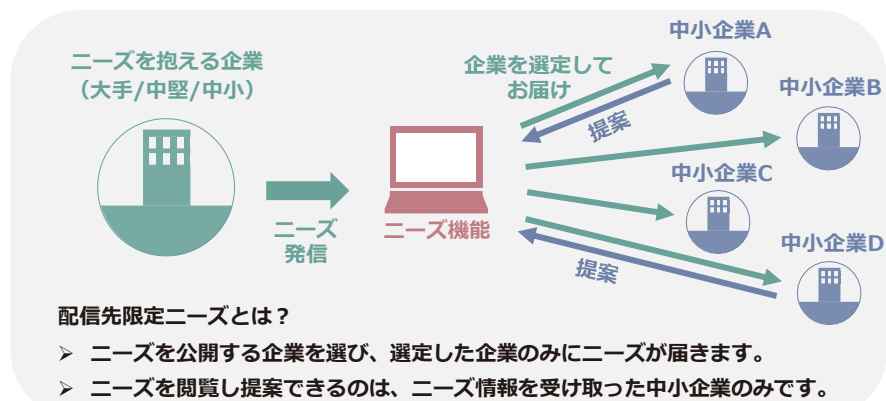 ニーズを抱える企業
（大手/中堅/中小）
ニーズ
発信
ニーズ機能
企業を選定して
お届け
提案
中小企業A
中小企業B
中小企業C
中小企業D
提案
配信先限定ニーズとは？
➢ ニーズを公開する企業を選び、選定した企業のみにニーズが届きます。
➢ ニーズを閲覧し提案できるのは、ニーズ情報を受け取った中小企業のみです。